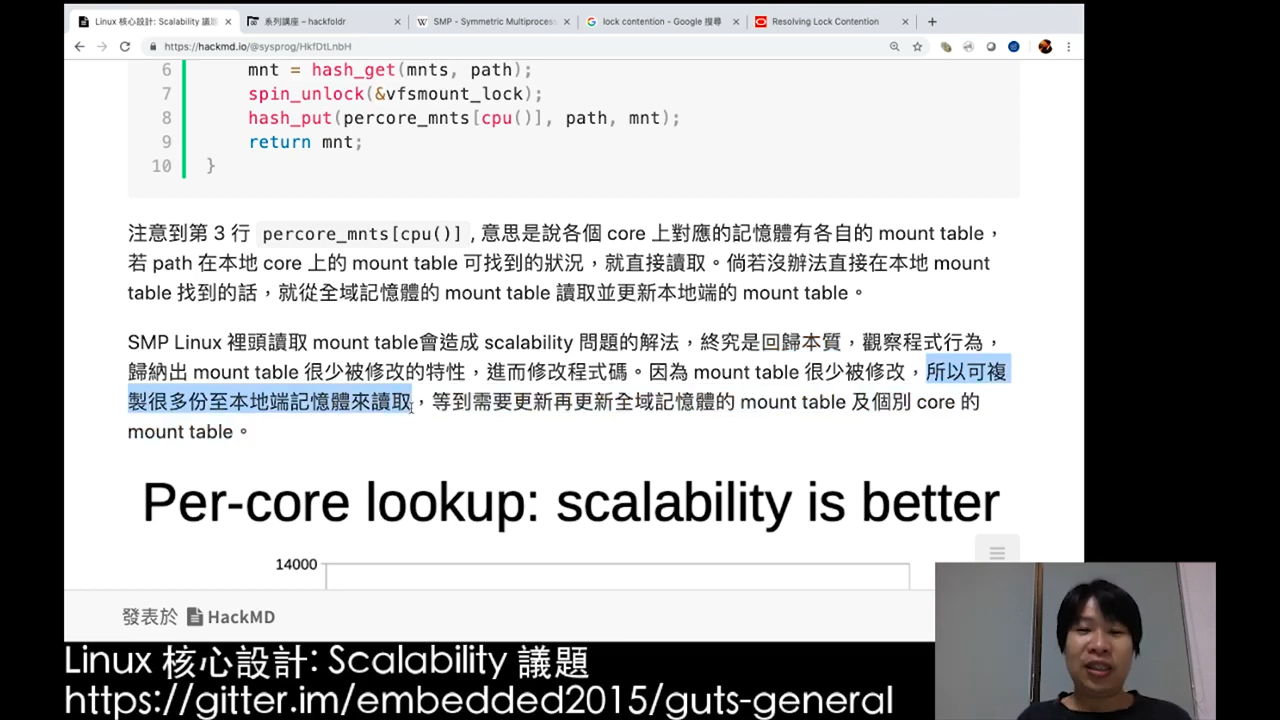 Linux 核心設計: Scalability 議題
系列講座 – hackfoldr
SMP - Symmetric Multiprocess
lock contention - Google 搜尋
Resolving Lock Contention
https://hackmd.io/@sysprog/HkfDtLnbH
6 mnt = hash_get(mnts, path);
7 spin_unlock(&vfsmount_lock);
8 hash_put(percore_mnts[cpu()], path, mnt);
9 return mnt;
10 }
注意到第 3 行 percore_mnts[cpu()] , 意思是說各個 core 上對應的記憶體有各自的 mount table，
若 path 在本地 core 上的 mount table 可找到的狀況，就直接讀取。倘若沒辦法直接在本地 mount
table 找到的話，就從全域記憶體的 mount table 讀取並更新本地端的 mount table。
SMP Linux 裡頭讀取 mount table會造成 scalability 問題的解法，終究是回歸本質，觀察程式行為，
歸納出 mount table 很少被修改的特性，進而修改程式碼。因為 mount table 很少被修改，所以可複
製很多份至本地端記憶體來讀取，等到需要更新再更新全域記憶體的 mount table 及個別 core 的
mount table。
Per-core lookup: scalability is better
14000
發表於 HackMD
Linux 核心設計: Scalability 議題
https://gitter.im/embedded2015/guts-general